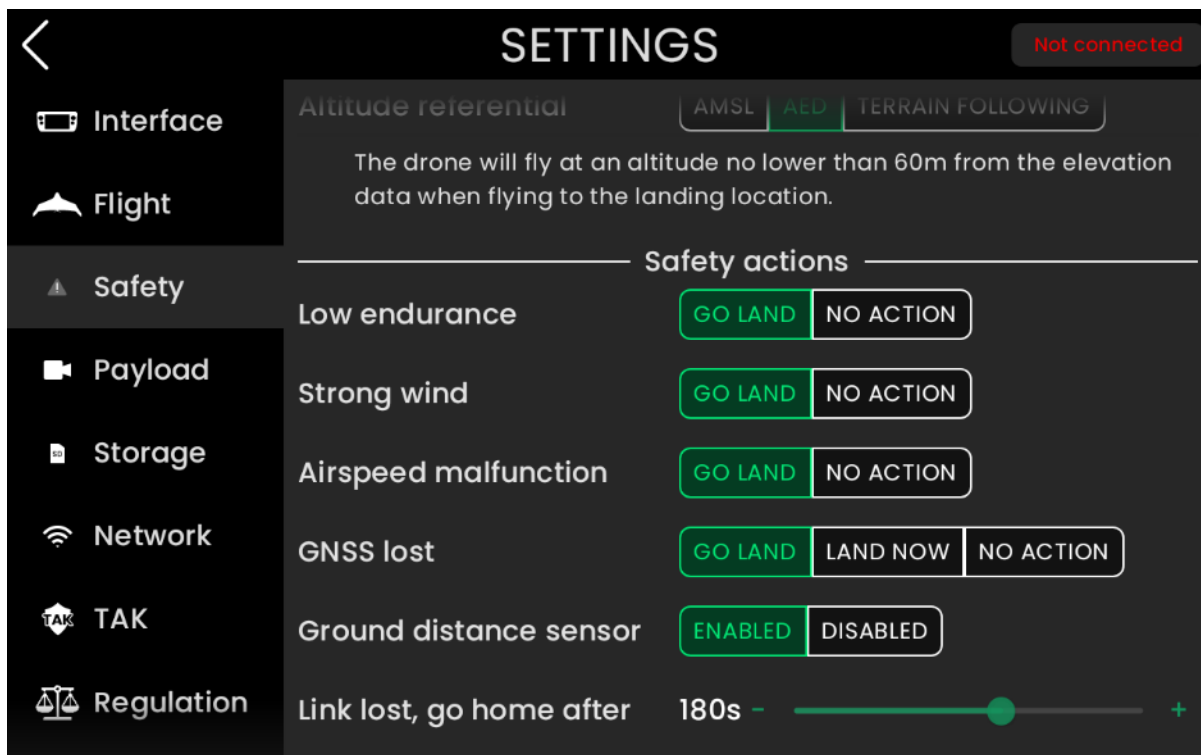 SETTINGS
Not connected
Interface
Flight
Safety
Payload
Storage
SD
Network
TAK
TAK
Regulation
Altitude referential
AMSL AED TERRAIN FOLLOWING
The drone will fly at an altitude no lower than 60m from the elevation
data when flying to the landing location.
Safety actions
Low endurance GO LAND NO ACTION
Strong wind GO LAND NO ACTION
Airspeed malfunction GO LAND NO ACTION
GNSS lost GO LAND LAND NOW NO ACTION
Ground distance sensor ENABLED DISABLED
Link lost, go home after 180s - +